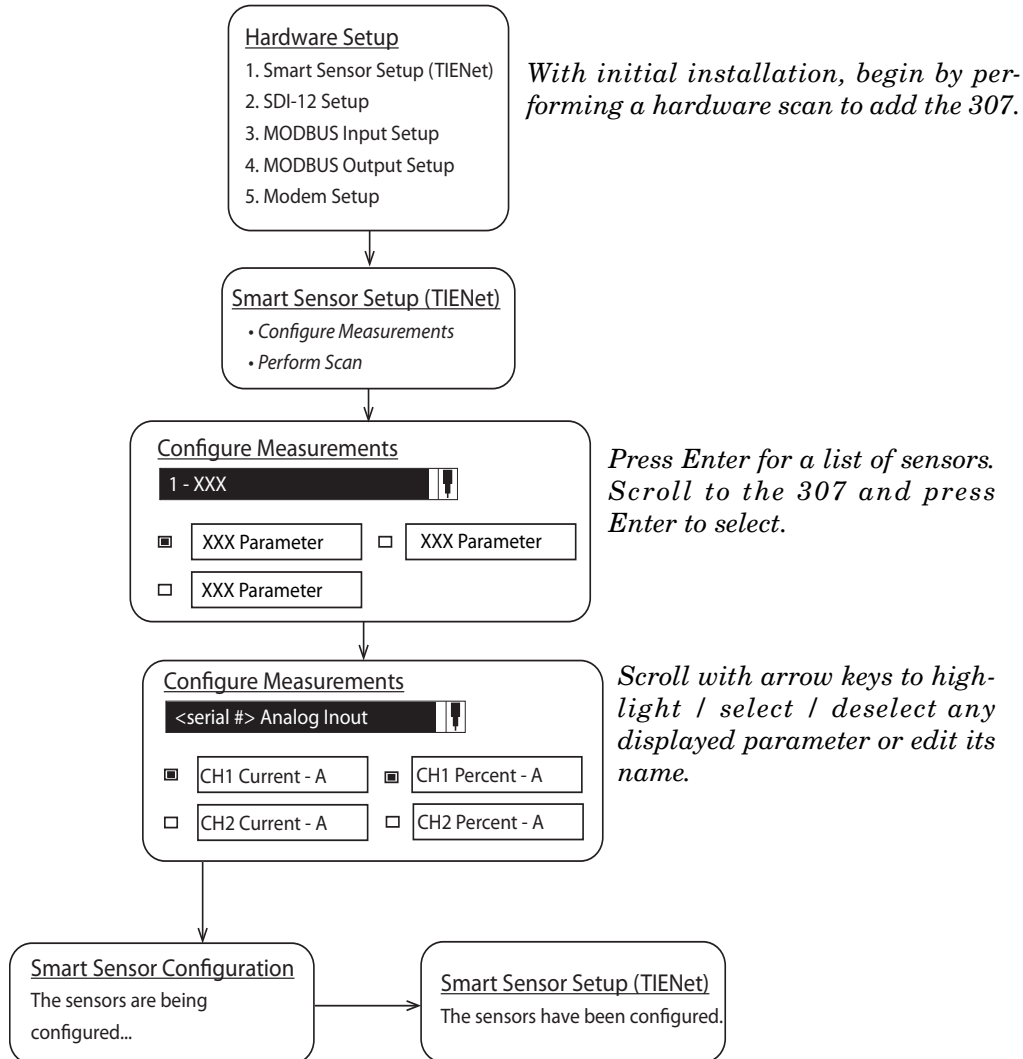 Hardware Setup
1. Smart Sensor Setup (TIENet)
2. SDI-12 Setup
3. MODBUS Input Setup
4. MODBUS Output Setup
5. Modem Setup
With initial installation, begin by per-
forming a hardware scan to add the 307.
Smart Sensor Setup (TIENet)
• Configure Measurements
• Perform Scan
Configure Measurements
1 - XXX
XXX Parameter
XXX Parameter
XXX Parameter
Press Enter for a list of sensors.
Scroll to the 307 and press
Enter to select.
Configure Measurements
<serial #> Analog Inout
CH1 Current - A
CH1 Percent - A
CH2 Current - A
CH2 Percent - A
Scroll with arrow keys to high-
light / select / deselect any
displayed parameter or edit its
name.
Smart Sensor Configuration
The sensors are being
configured...
Smart Sensor Setup (TIENet)
The sensors have been configured.